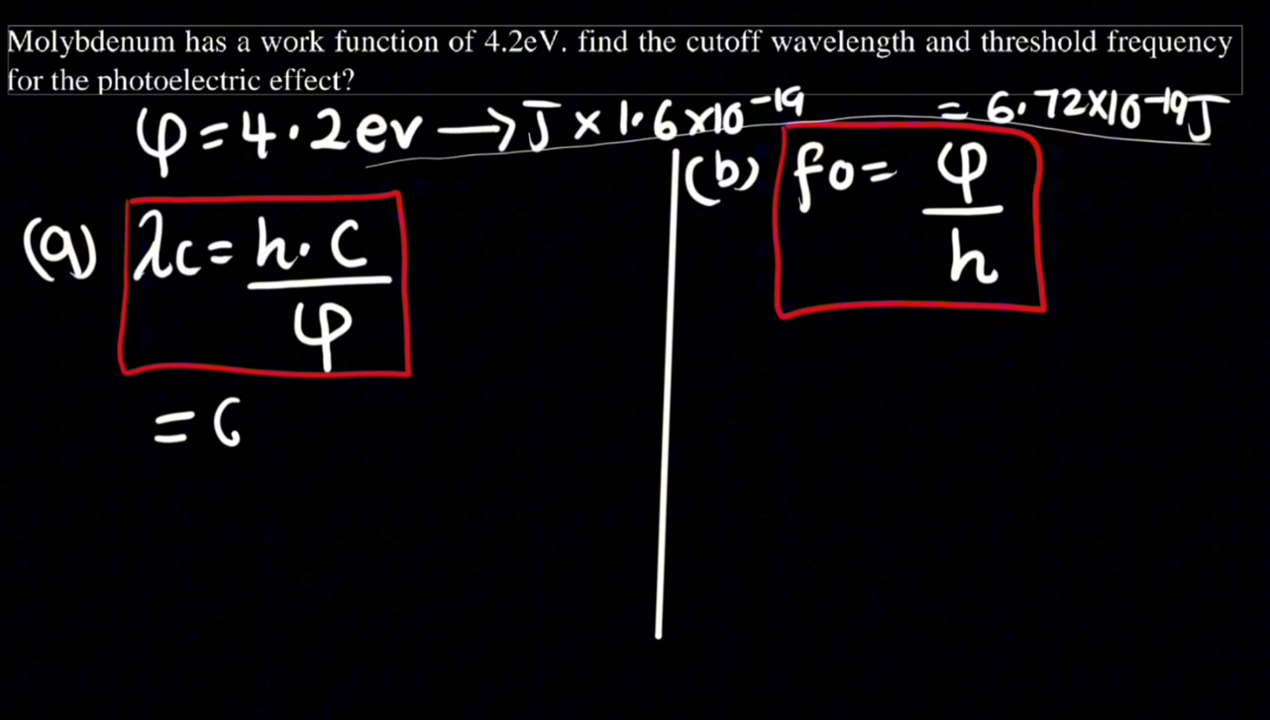 Molybdenum has a work function of 4.2eV. find the cutoff wavelength and threshold frequency
for the photoelectric effect?
φ = 4.2ev → J × 1.6×10⁻¹⁹ = 6.72×10⁻¹⁹J
(a) λc = h·c / φ
= 6
(b) fo = φ / h